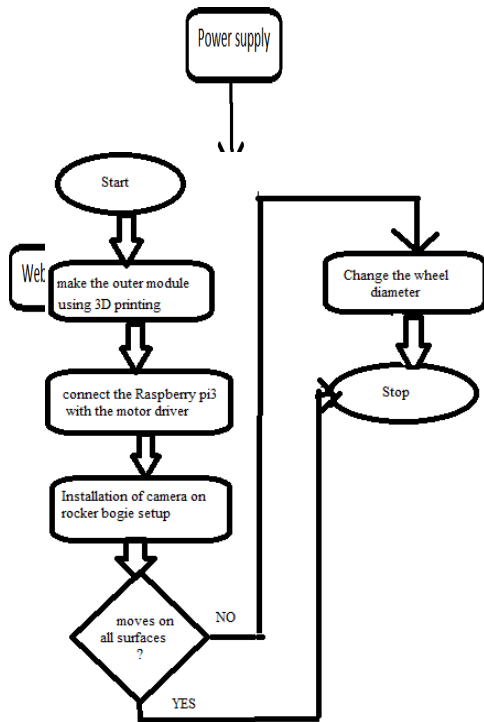 Power supply
Start
Web
make the outer module
using 3D printing
connect the Raspberry pi3
with the motor driver
Installation of camera on
rocker bogie setup
moves on
all surfaces
?
NO
YES
Change the wheel
diameter
Stop